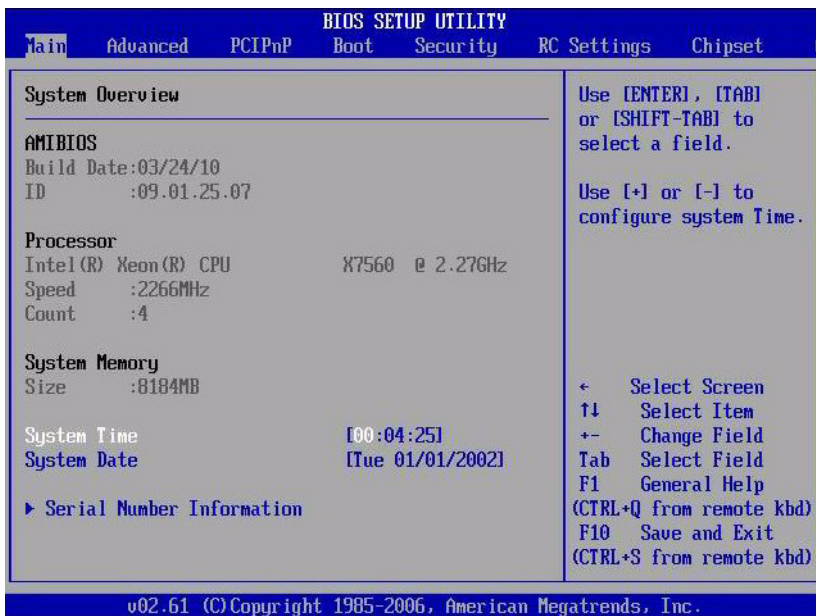 BIOS SETUP UTILITY
Main Advanced PCIPnP Boot Security RC Settings Chipset
System Overview
AMIBIOS
Build Date:03/24/10
ID :09.01.25.07
Processor
Intel(R) Xeon(R) CPU X7560 @ 2.27GHz
Speed :2266MHz
Count :4
System Memory
Size :8184MB
System Time [00:04:25]
System Date [Tue 01/01/2002]
▶ Serial Number Information
Use [ENTER], [TAB]
or [SHIFT-TAB] to
select a field.
Use [+] or [-] to
configure system Time.
← Select Screen
↑↓ Select Item
+- Change Field
Tab Select Field
F1 General Help
(CTRL+Q from remote kbd)
F10 Save and Exit
(CTRL+S from remote kbd)
v02.61 (C)Copyright 1985-2006, American Megatrends, Inc.